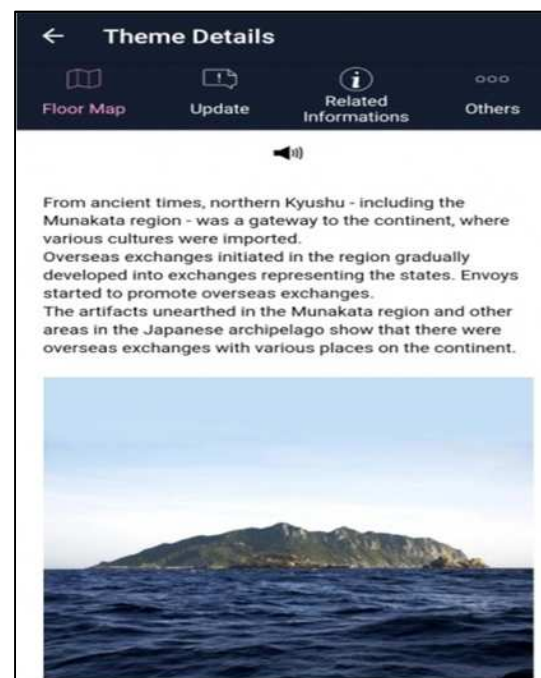 Theme Details
Floor Map
Update
Related
Informations
Others
From ancient times, northern Kyushu - including the
Munakata region - was a gateway to the continent, where
various cultures were imported.
Overseas exchanges initiated in the region gradually
developed into exchanges representing the states. Envoys
started to promote overseas exchanges.
The artifacts unearthed in the Munakata region and other
areas in the Japanese archipelago show that there were
overseas exchanges with various places on the continent.